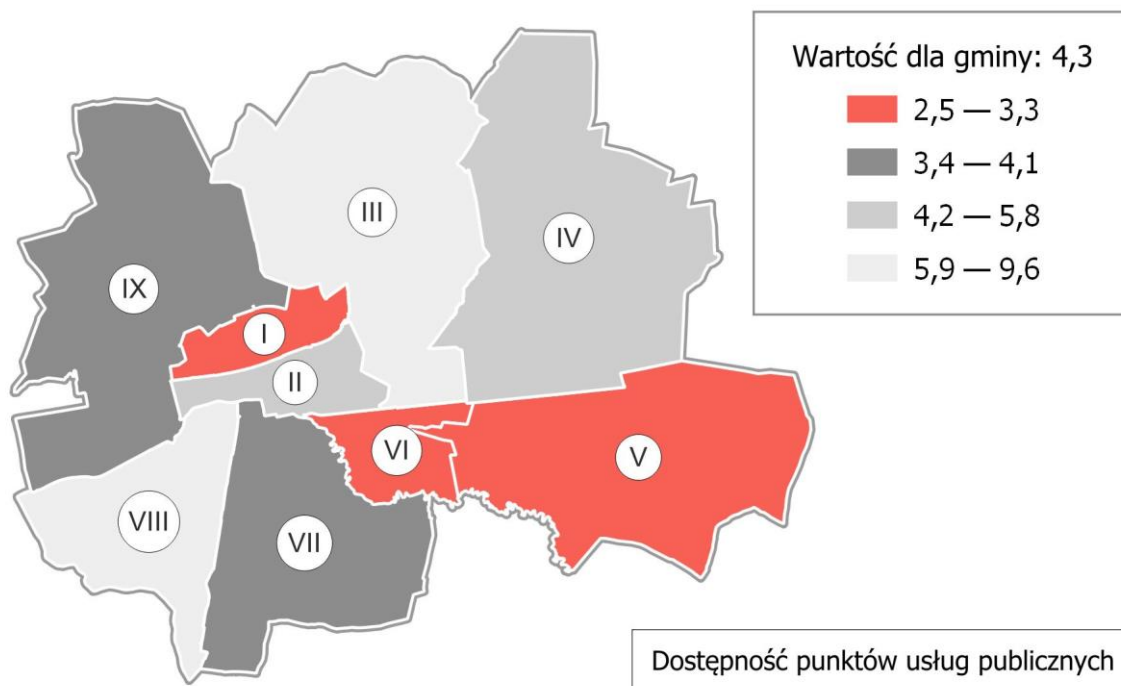 Wartość dla gminy: 4,3
2,5 — 3,3
3,4 — 4,1
4,2 — 5,8
5,9 — 9,6
III
IV
IX
I
II
VI
V
VIII
VII
Dostępność punktów usług publicznych